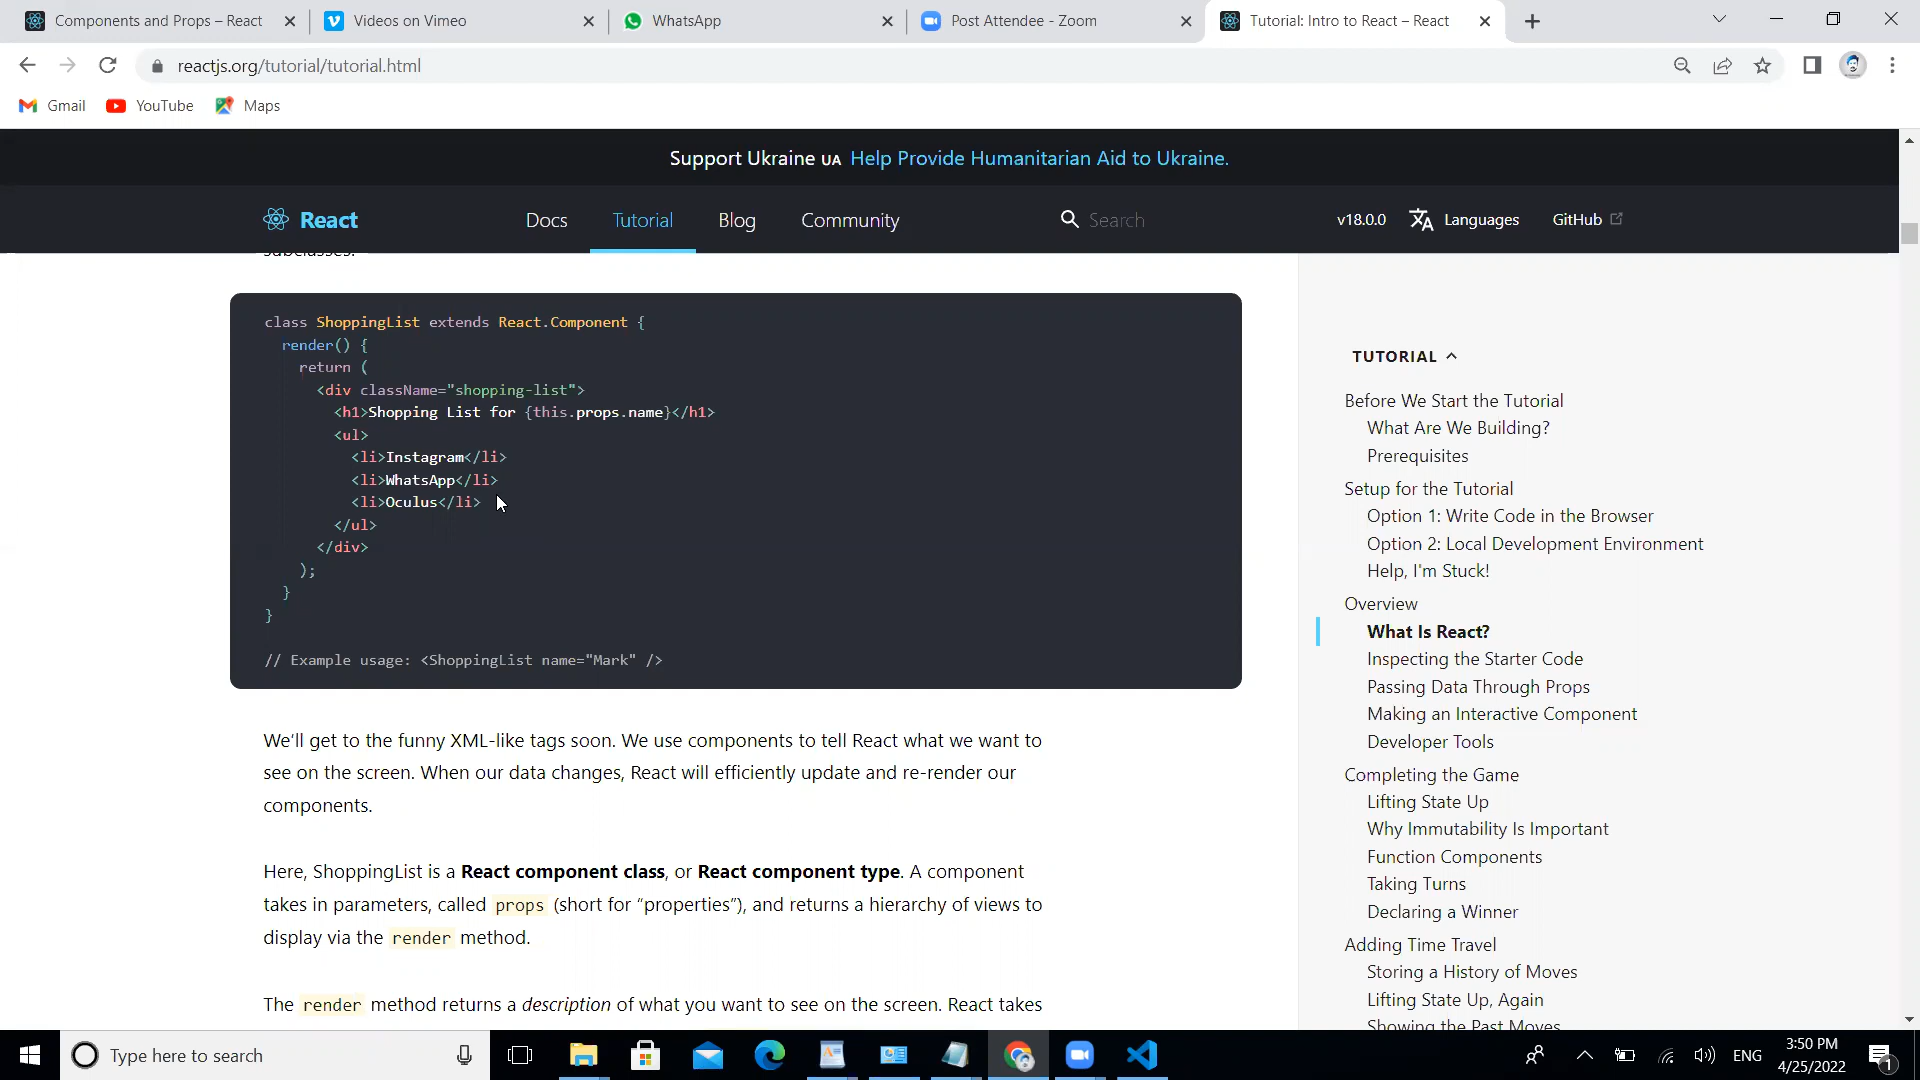 Components and Props – React
Videos on Vimeo
WhatsApp
Post Attendee - Zoom
Tutorial: Intro to React – React
reactjs.org/tutorial/tutorial.html
Gmail
YouTube
Maps
Support Ukraine UA Help Provide Humanitarian Aid to Ukraine.
React
Docs
Tutorial
Blog
Community
Search
v18.0.0
Languages
GitHub
subclasses.
class ShoppingList extends React.Component {
render() {
return (
<div className="shopping-list">
<h1>Shopping List for {this.props.name}</h1>
<ul>
<li>Instagram</li>
<li>WhatsApp</li>
<li>Oculus</li>
</ul>
</div>
);
}
}
// Example usage: <ShoppingList name="Mark" />
We’ll get to the funny XML-like tags soon. We use components to tell React what we want to
see on the screen. When our data changes, React will efficiently update and re-render our
components.
Here, ShoppingList is a React component class, or React component type. A component
takes in parameters, called props (short for “properties”), and returns a hierarchy of views to
display via the render method.
The render method returns a description of what you want to see on the screen. React takes
TUTORIAL
Before We Start the Tutorial
What Are We Building?
Prerequisites
Setup for the Tutorial
Option 1: Write Code in the Browser
Option 2: Local Development Environment
Help, I'm Stuck!
Overview
What Is React?
Inspecting the Starter Code
Passing Data Through Props
Making an Interactive Component
Developer Tools
Completing the Game
Lifting State Up
Why Immutability Is Important
Function Components
Taking Turns
Declaring a Winner
Adding Time Travel
Storing a History of Moves
Lifting State Up, Again
Showing the Past Moves
Type here to search
ENG
3:50 PM
4/25/2022
1